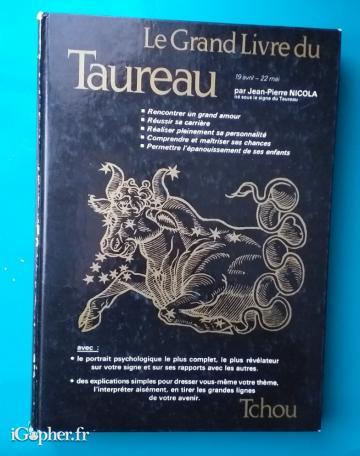 Le Grand Livre du
Taureau
19 avril – 22 mai
par Jean-Pierre NICOLA
né sous le signe du Taureau
▪ Rencontrer un grand amour
▪ Réussir sa carrière
▪ Réaliser pleinement sa personnalité
▪ Comprendre et maîtriser ses chances
▪ Permettre l'épanouissement de ses enfants
avec :
• le portrait psychologique le plus complet, le plus révélateur
sur votre signe et sur ses rapports avec les autres.
• des explications simples pour dresser vous-même votre thème,
l'interpréter aisément, en tirer les grandes lignes
de votre avenir.
Tchou
iGopher.fr